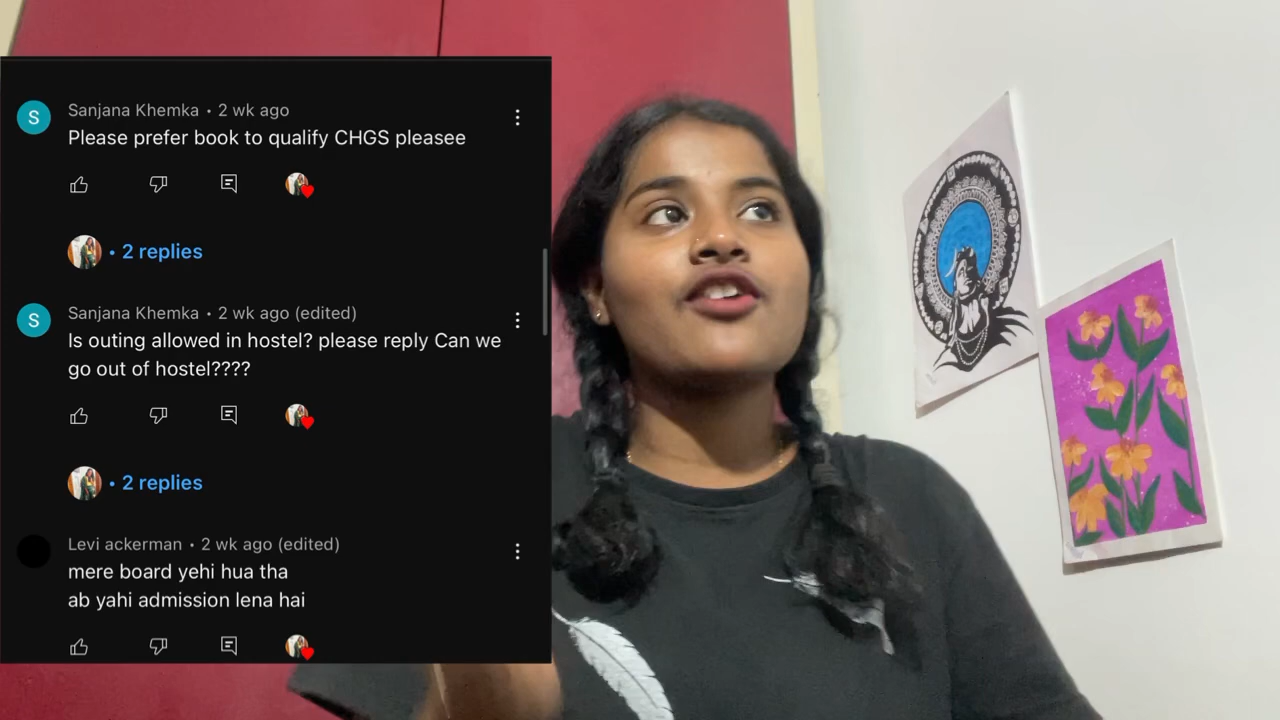 Sanjana Khemka • 2 wk ago
Please prefer book to qualify CHGS pleasee
• 2 replies
S
Sanjana Khemka • 2 wk ago (edited)
Is outing allowed in hostel? please reply Can we
go out of hostel????
• 2 replies
S
Levi ackerman • 2 wk ago (edited)
mere board yehi hua tha
ab yahi admission lena hai